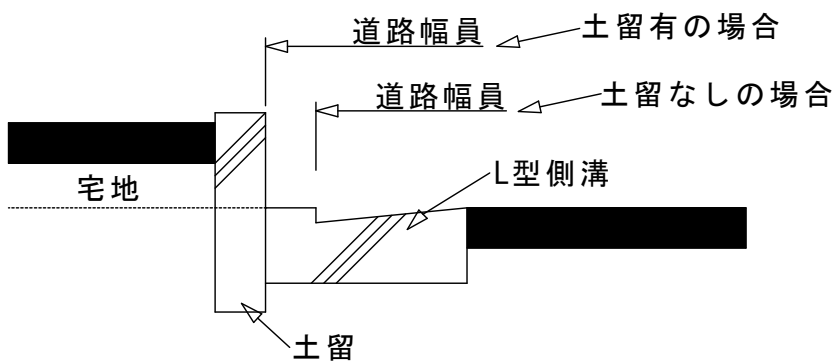 道路幅員
土留有の場合
道路幅員
土留なしの場合
宅地
L型側溝
土留